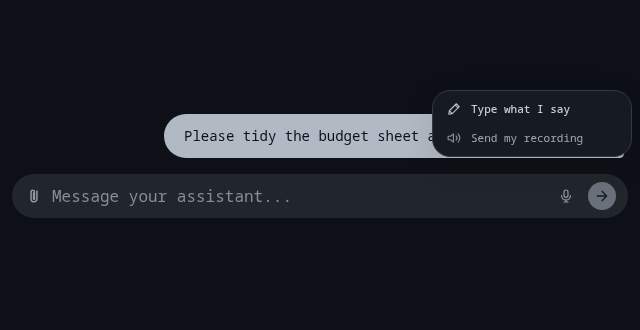 Type what I say
Please tidy the budget sheet
Send my recording
Message your assistant...